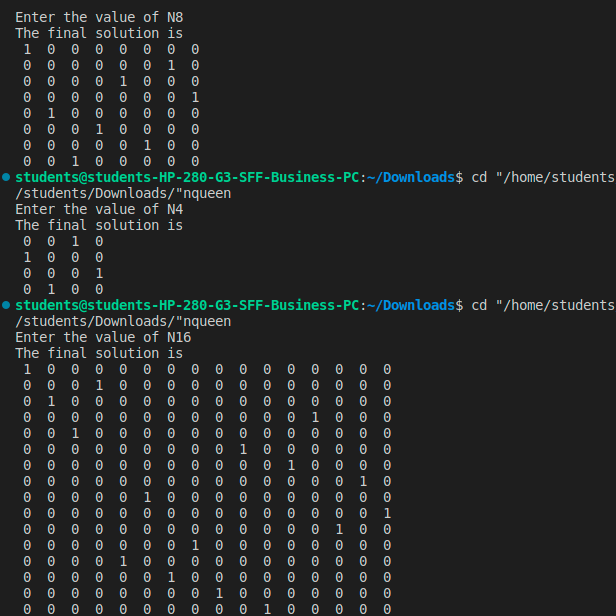 Enter the value of N8
The final solution is
1 0 0 0 0 0 0 0
0 0 0 0 0 0 1 0
0 0 0 0 1 0 0 0
0 0 0 0 0 0 0 1
0 1 0 0 0 0 0 0
0 0 0 1 0 0 0 0
0 0 0 0 0 1 0 0
0 0 1 0 0 0 0 0
students@students-HP-280-G3-SFF-Business-PC:~/Downloads$ cd "/home/students
/students/Downloads/"nqueen
Enter the value of N4
The final solution is
0 0 1 0
1 0 0 0
0 0 0 1
0 1 0 0
students@students-HP-280-G3-SFF-Business-PC:~/Downloads$ cd "/home/students
/students/Downloads/"nqueen
Enter the value of N16
The final solution is
1 0 0 0 0 0 0 0 0 0 0 0 0 0 0 0
0 0 0 1 0 0 0 0 0 0 0 0 0 0 0 0
0 1 0 0 0 0 0 0 0 0 0 0 0 0 0 0
0 0 0 0 0 0 0 0 0 0 0 0 1 0 0 0
0 0 1 0 0 0 0 0 0 0 0 0 0 0 0 0
0 0 0 0 0 0 0 0 0 1 0 0 0 0 0 0
0 0 0 0 0 0 0 0 0 0 0 1 0 0 0 0
0 0 0 0 0 0 0 0 0 0 0 0 0 0 1 0
0 0 0 0 0 1 0 0 0 0 0 0 0 0 0 0
0 0 0 0 0 0 0 0 0 0 0 0 0 0 0 1
0 0 0 0 0 0 0 0 0 0 0 0 0 1 0 0
0 0 0 0 0 0 0 1 0 0 0 0 0 0 0 0
0 0 0 0 1 0 0 0 0 0 0 0 0 0 0 0
0 0 0 0 0 0 1 0 0 0 0 0 0 0 0 0
0 0 0 0 0 0 0 0 1 0 0 0 0 0 0 0
0 0 0 0 0 0 0 0 0 0 1 0 0 0 0 0